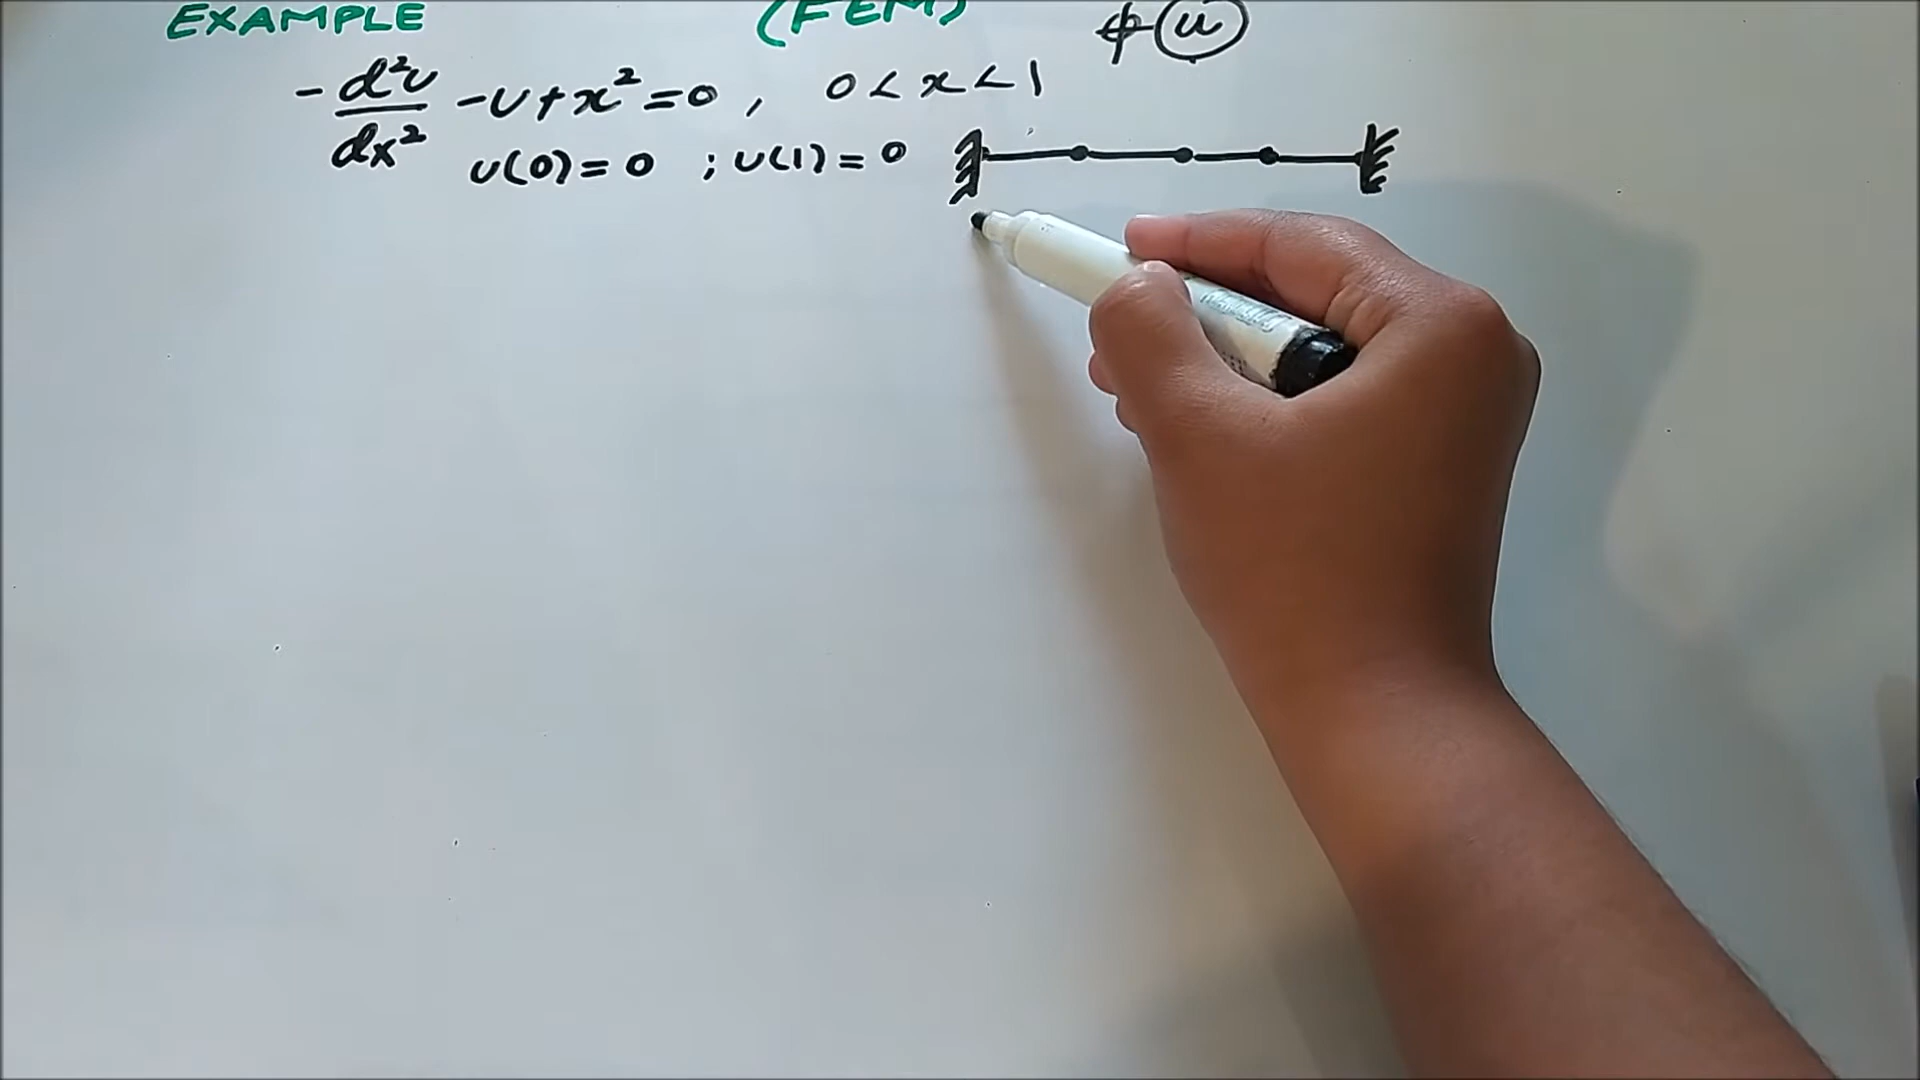 EXAMPLE (FEM) ϕ u
-d²u/dx² -u+x²=0, 0<x<1
u(0)=0 ; u(1)=0